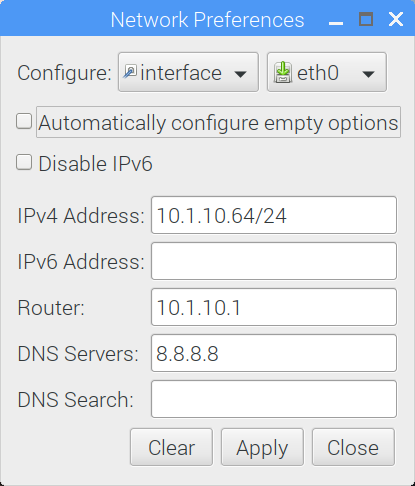 Network Preferences
Configure: interface eth0
Automatically configure empty options
Disable IPv6
IPv4 Address: 10.1.10.64/24
IPv6 Address:
Router: 10.1.10.1
DNS Servers: 8.8.8.8
DNS Search:
Clear Apply Close